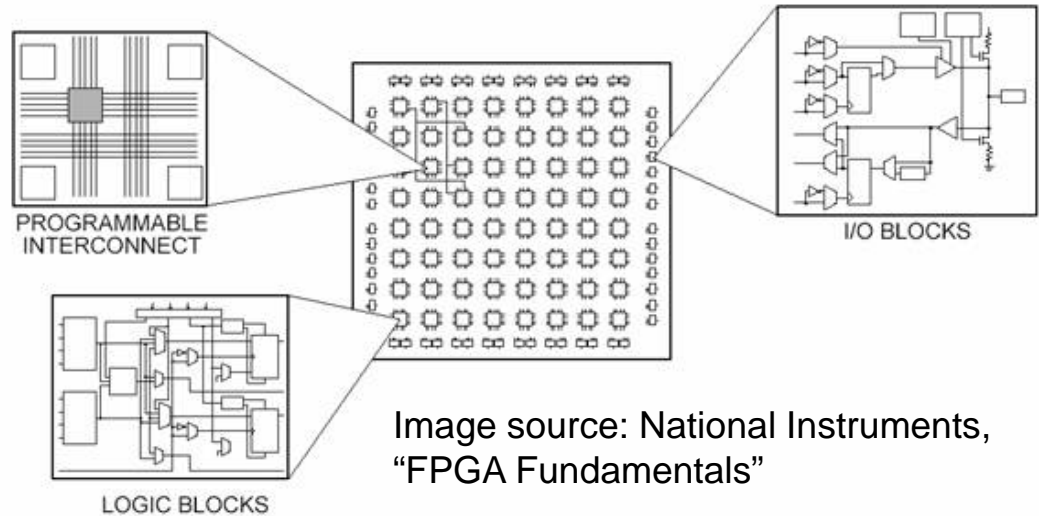 PROGRAMMABLE
INTERCONNECT
I/O BLOCKS
LOGIC BLOCKS
Image source: National Instruments,
“FPGA Fundamentals”